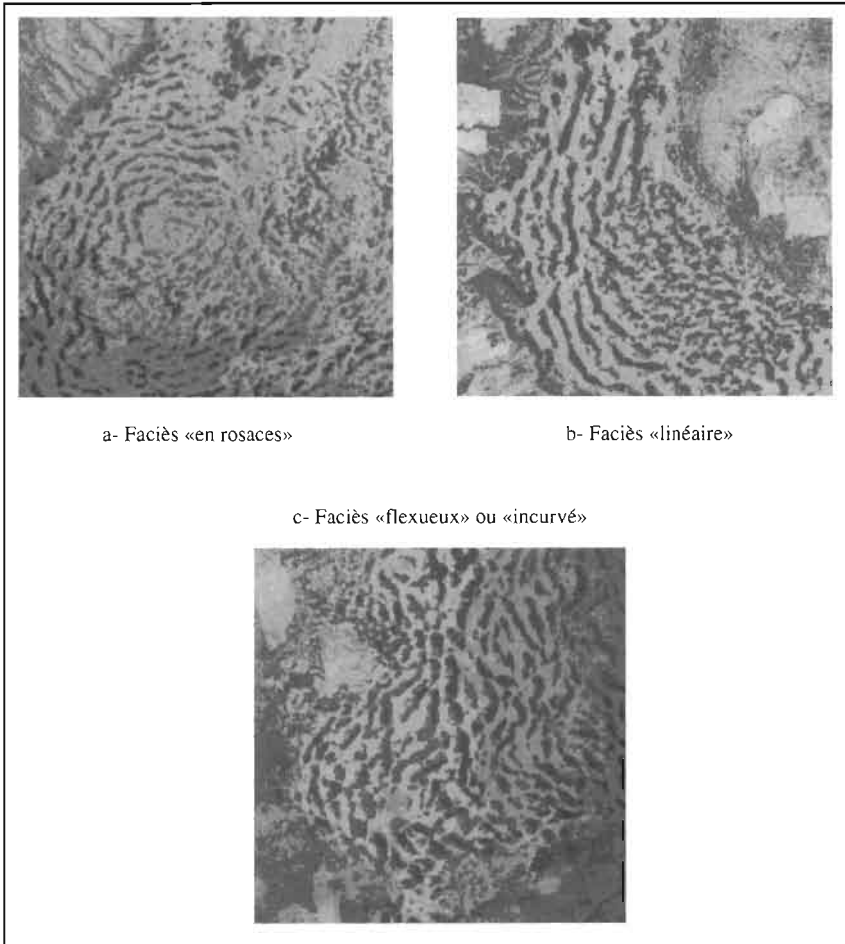 a- Faciès «en rosaces»
b- Faciès «linéaire»
c- Faciès «flexueux» ou «incurvé»